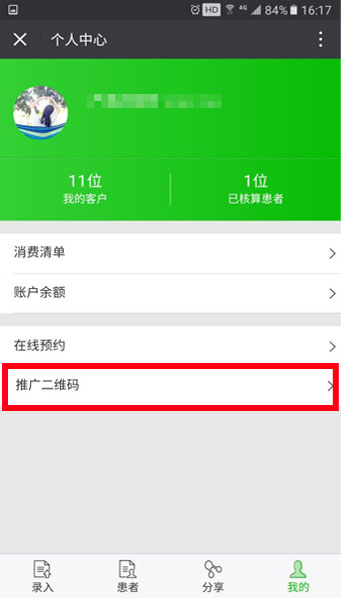 HD 4G 84% 16:17
个人中心
11位
我的客户
1位
已核算患者
消费清单
账户余额
在线预约
推广二维码
录入
患者
分享
我的